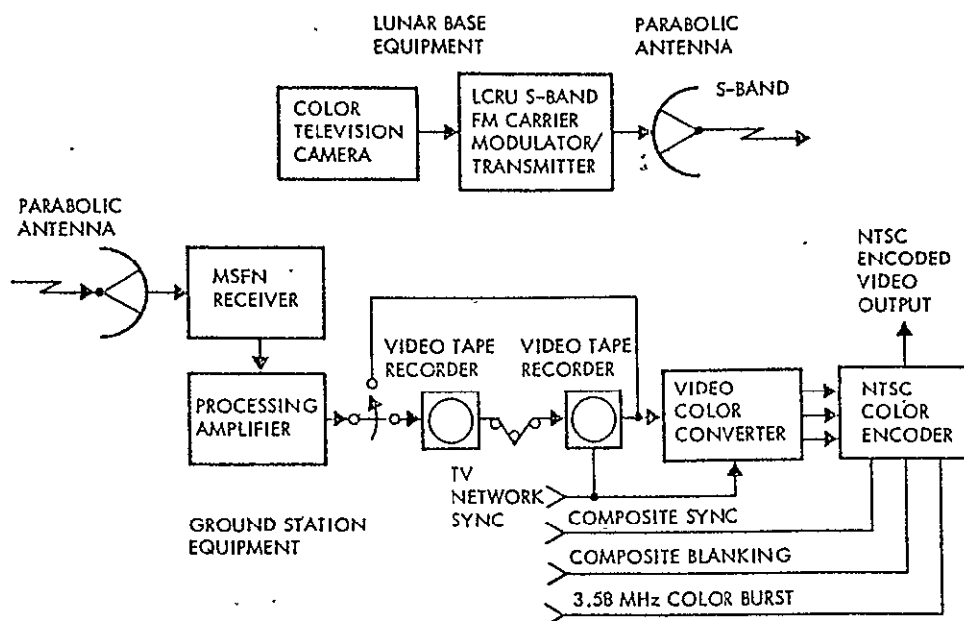 LUNAR BASE
EQUIPMENT
PARABOLIC
ANTENNA
COLOR
TELEVISION
CAMERA
LCRU S-BAND
FM CARRIER
MODULATOR/
TRANSMITTER
S-BAND
PARABOLIC
ANTENNA
MSFN
RECEIVER
PROCESSING
AMPLIFIER
VIDEO TAPE
RECORDER
VIDEO TAPE
RECORDER
VIDEO
COLOR
CONVERTER
NTSC
ENCODED
VIDEO
OUTPUT
NTSC
COLOR
ENCODER
TV
NETWORK
SYNC
COMPOSITE SYNC
COMPOSITE BLANKING
3.58 MHz COLOR BURST
GROUND STATION
EQUIPMENT